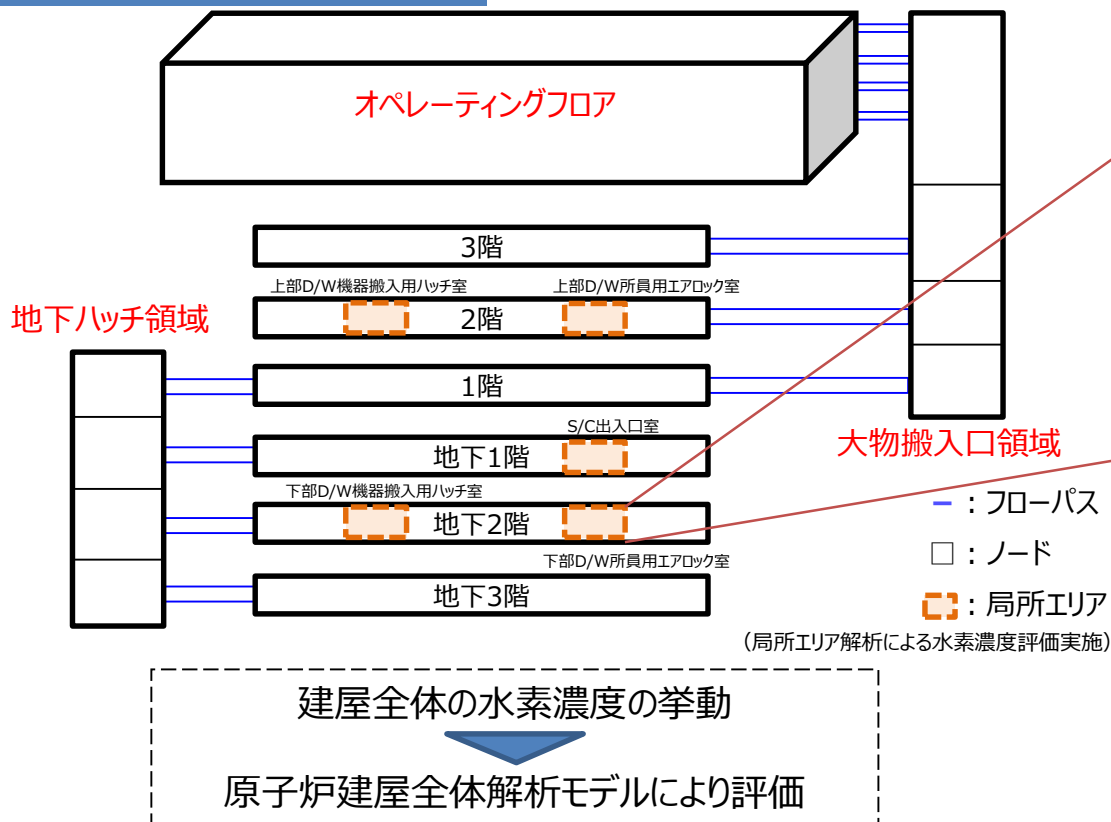 オペレーティングフロア
3階
上部D/W機器搬入用ハッチ室
上部D/W所員用エアロック室
2階
地下ハッチ領域
1階
S/C出入口室
地下1階
大物搬入口領域
下部D/W機器搬入用ハッチ室
地下2階
下部D/W所員用エアロック室
地下3階
：フローパス
：ノード
：局所エリア
（局所エリア解析による水素濃度評価実施）
建屋全体の水素濃度の挙動
原子炉建屋全体解析モデルにより評価